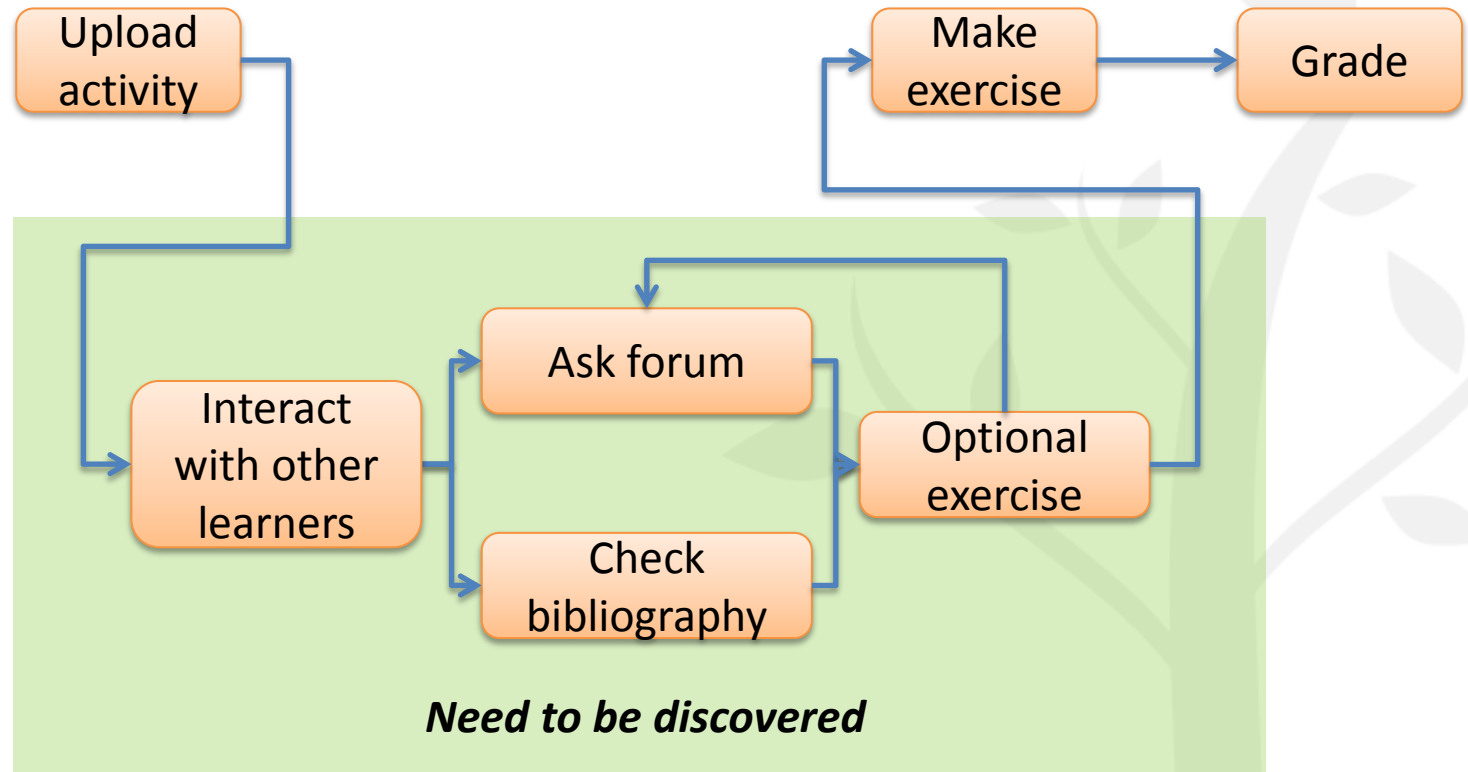 Upload
activity
Make
exercise
Grade
Ask forum
Interact
with other
learners
Optional
exercise
Check
bibliography
Need to be discovered